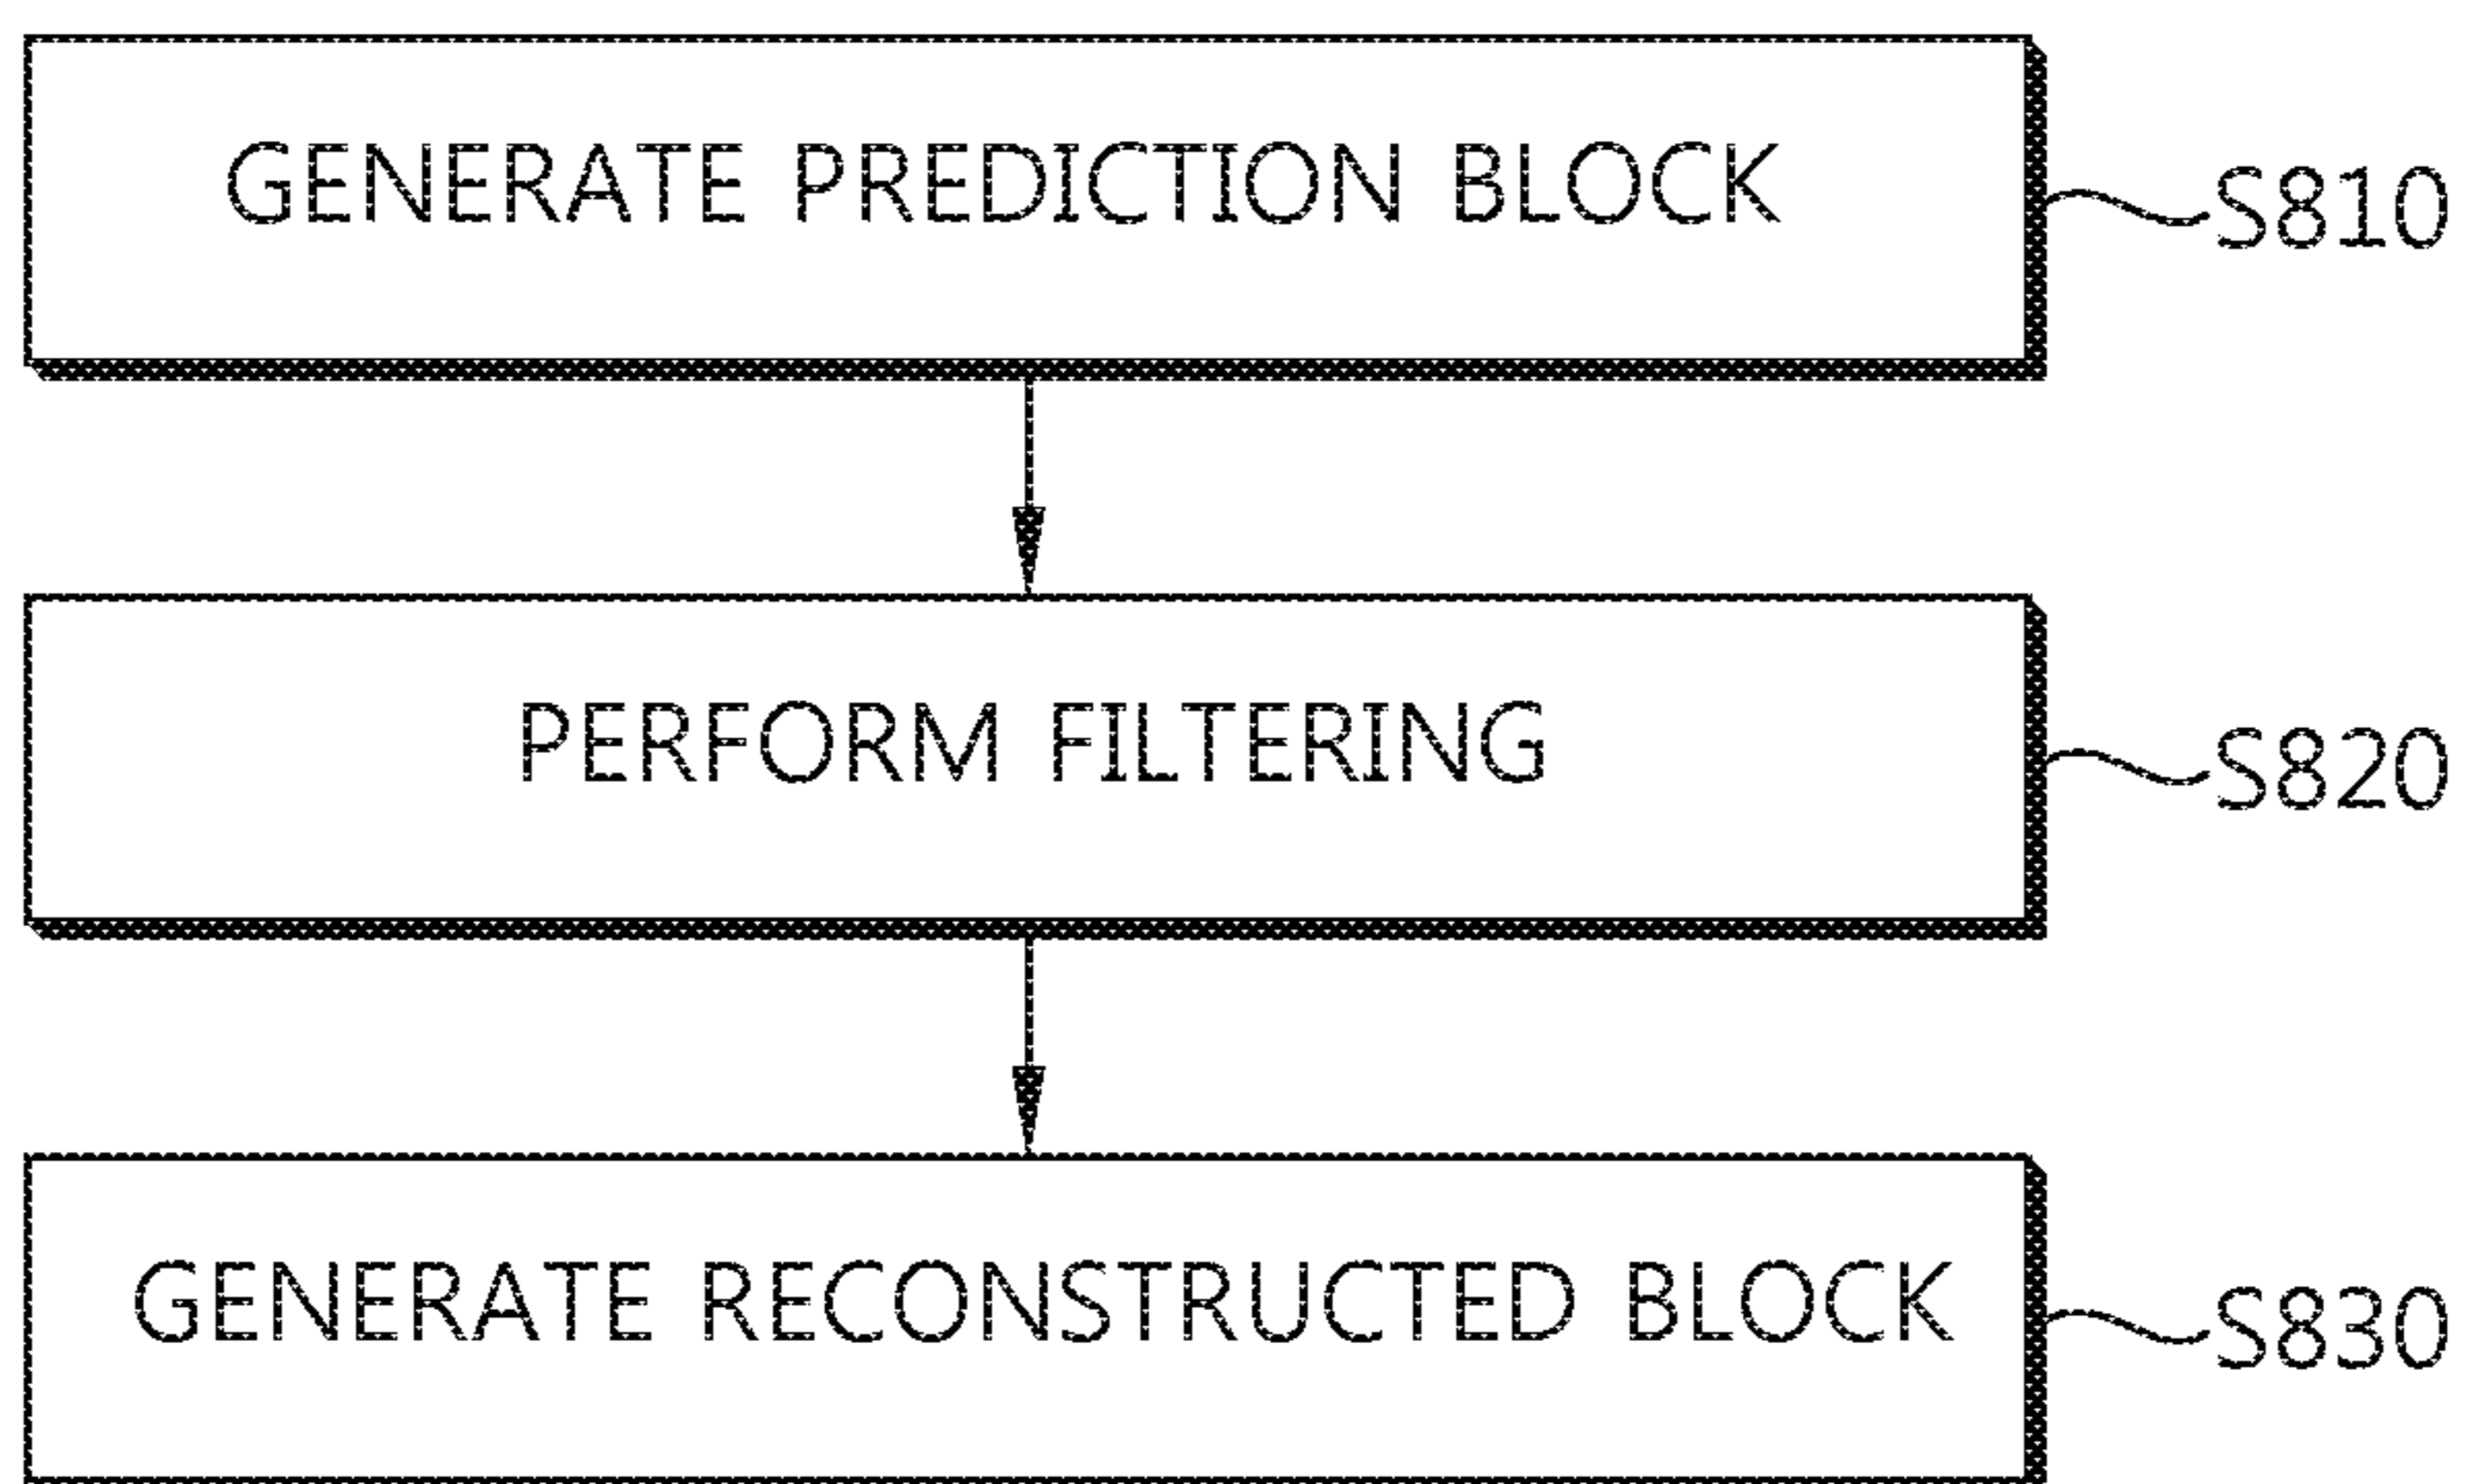 GENERATE PREDICTION BLOCK
S810
PERFORM FILTERING
S820
GENERATE RECONSTRUCTED BLOCK
S830